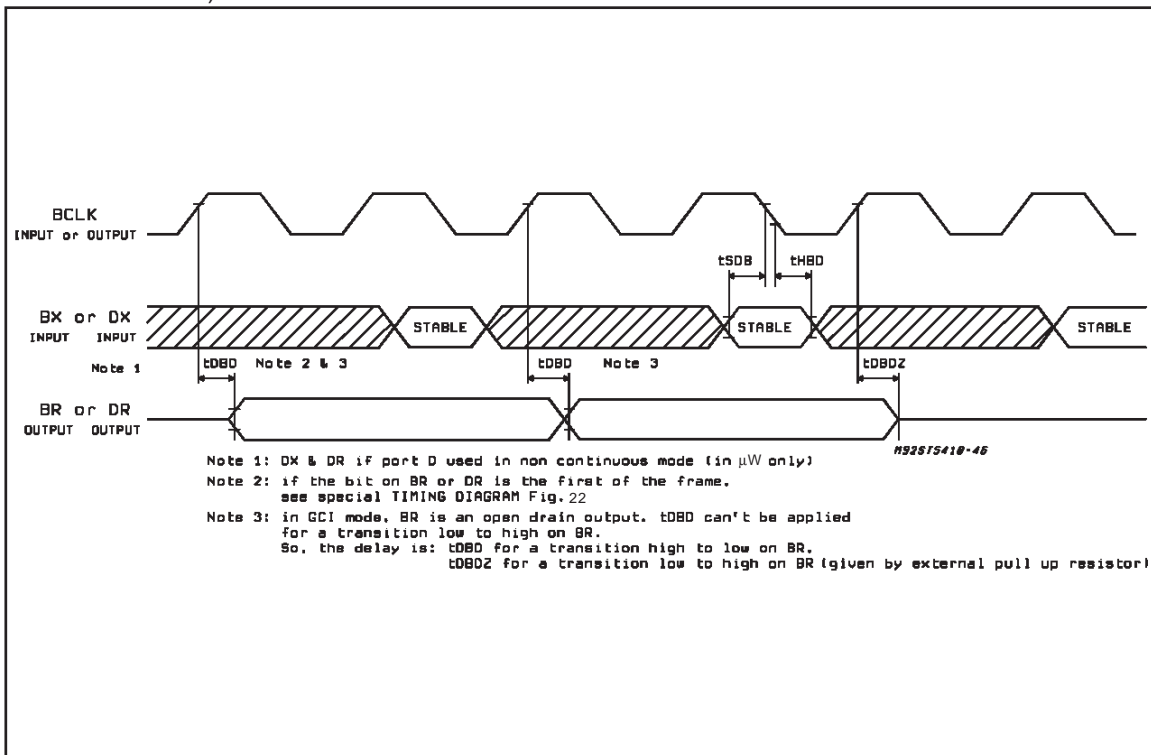 BCLK
INPUT or OUTPUT
tSDB tHBD
BX or DX
INPUT INPUT
STABLE STABLE STABLE
Note 1
tDBD Note 2 & 3 tDBD Note 3 tDBDZ
BR or DR
OUTPUT OUTPUT
M92ST5410-46
Note 1: DX & DR if port D used in non continuous mode (in µW only)
Note 2: if the bit on BR or DR is the first of the frame.
see special TIMING DIAGRAM Fig. 22
Note 3: in GCI mode, BR is an open drain output. tDBD can't be applied
for a transition low to high on BR.
So, the delay is: tDBD for a transition high to low on BR.
tDBDZ for a transition low to high on BR (given by external pull up resistor)